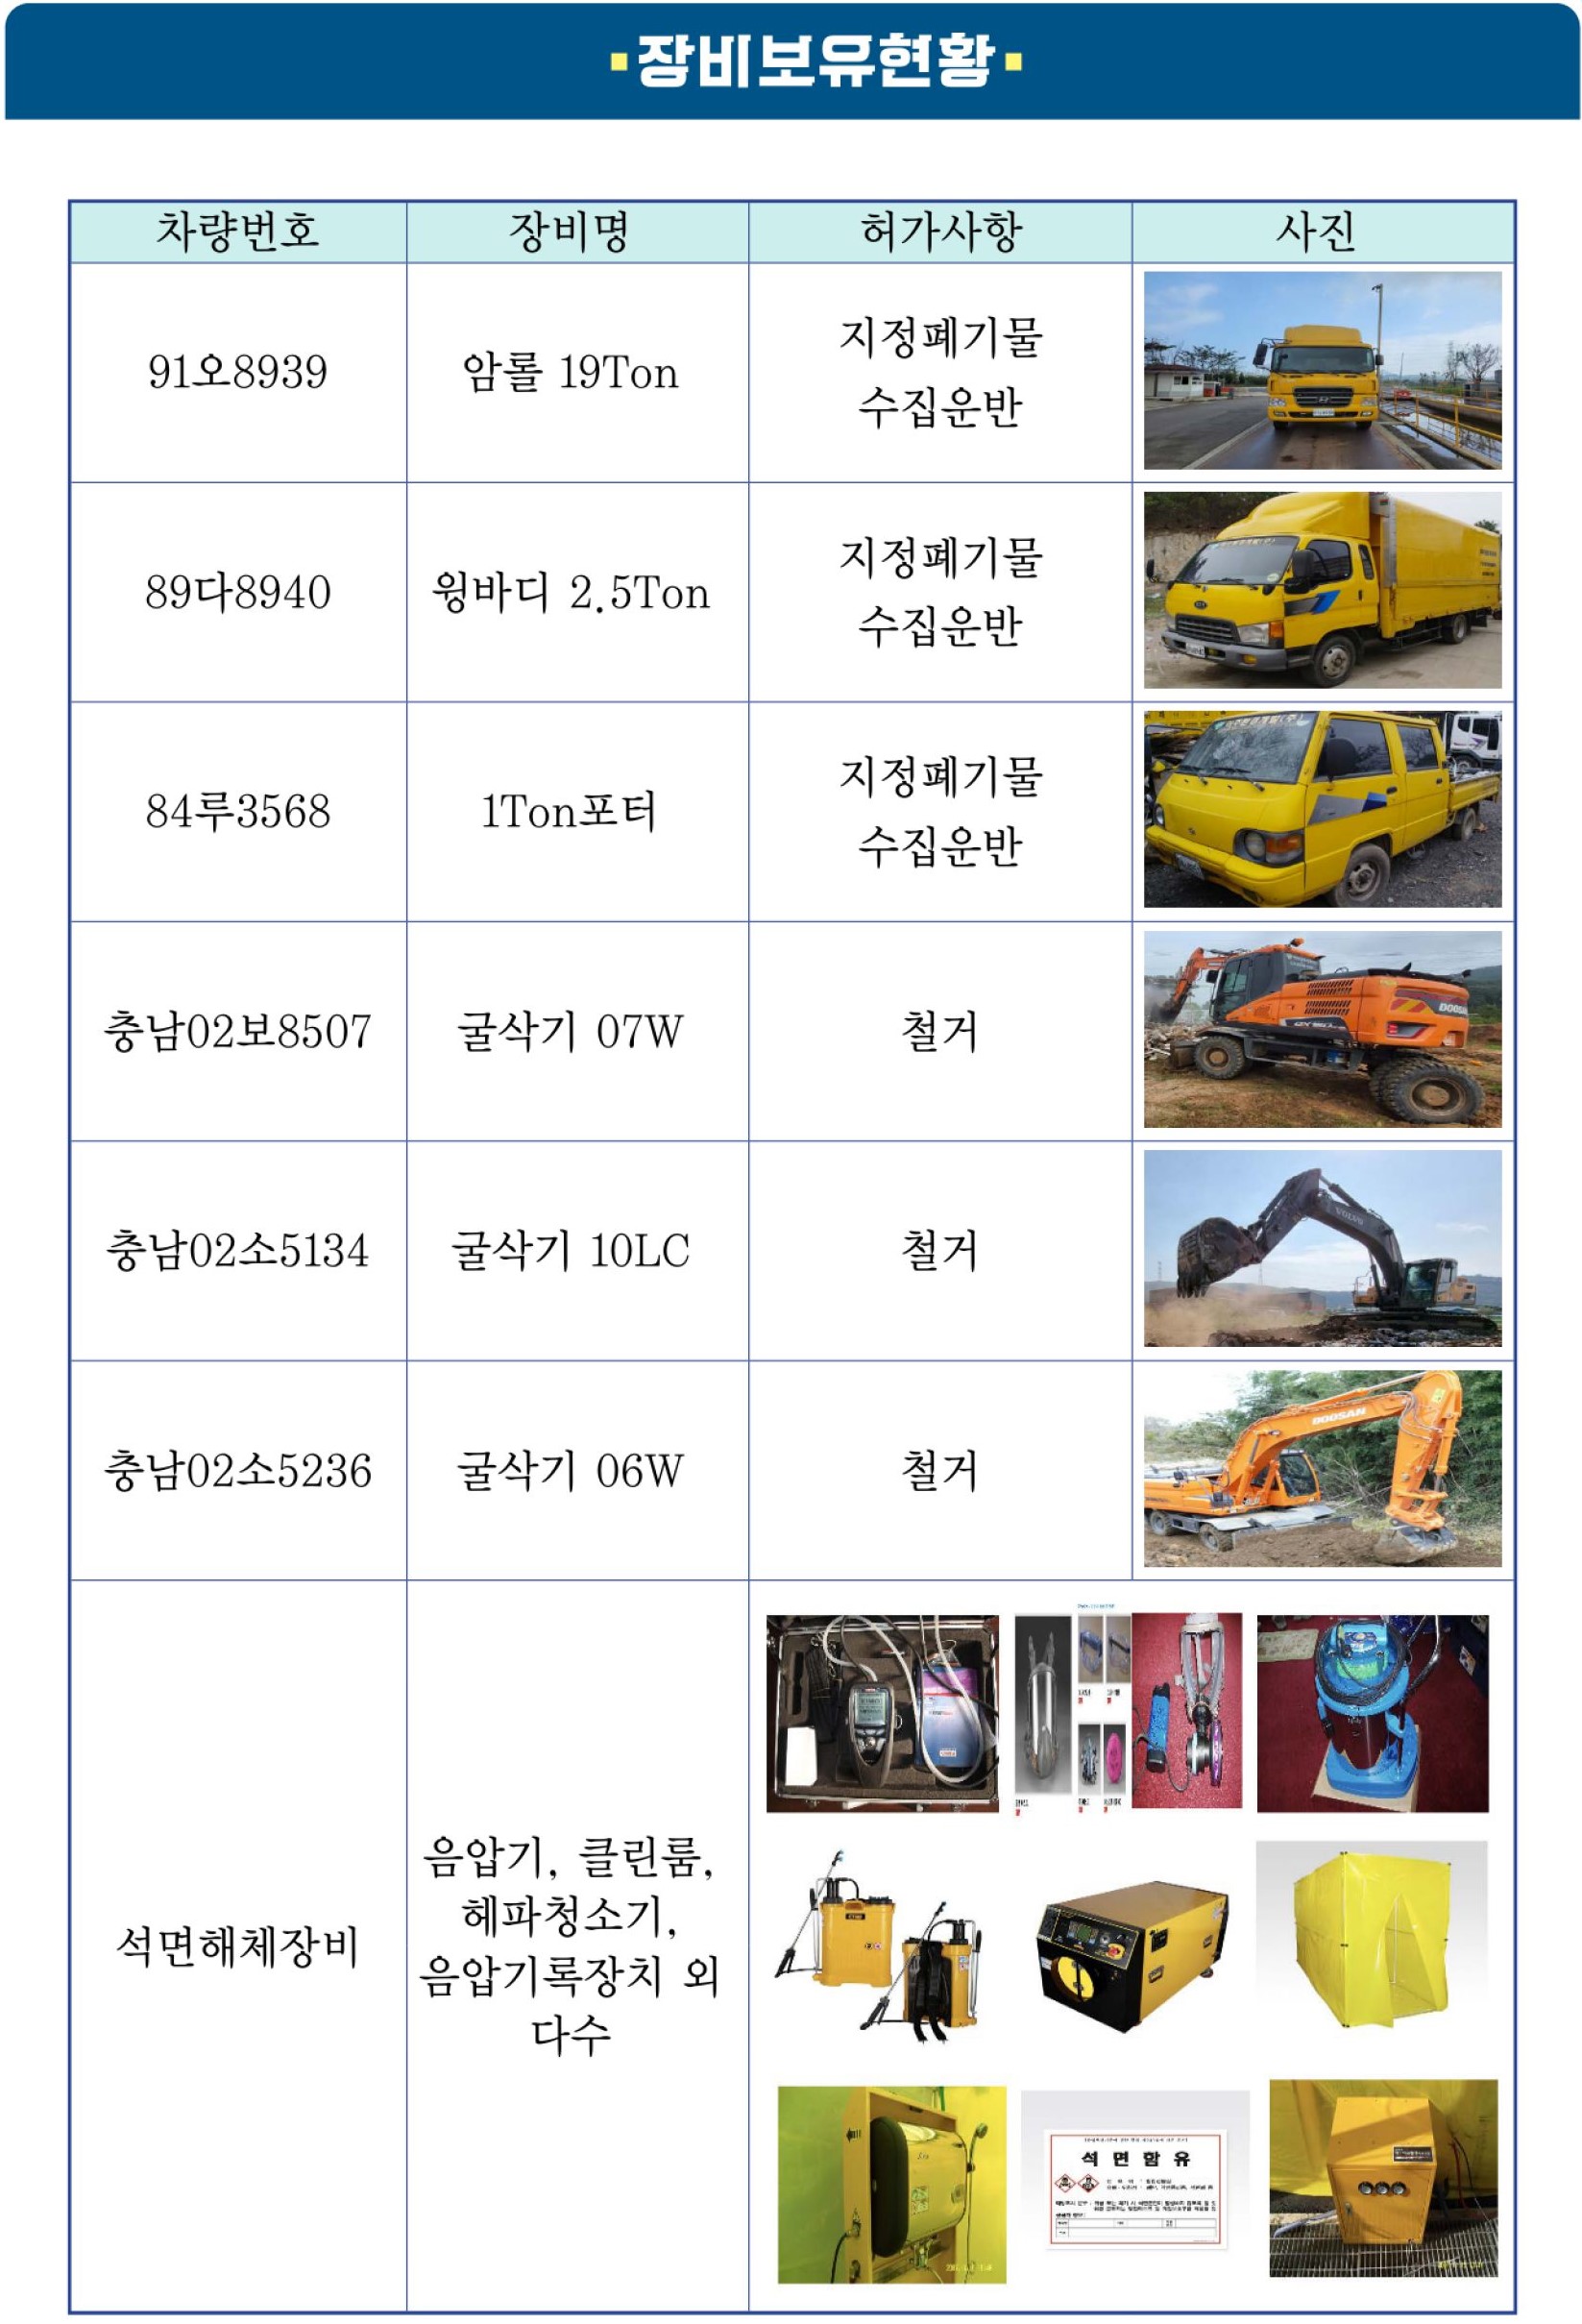 장비보유현황
차량번호 장비명 허가사항 사진
91오8939 암롤 19Ton 지정폐기물
수집운반
89다8940 윙바디 2.5Ton 지정폐기물
수집운반
84루3568 1Ton포터 지정폐기물
수집운반
충남02보8507 굴삭기 07W 철거
DOOSAN
충남02소5134 굴삭기 10LC 철거
VOLVO
충남02소5236 굴삭기 06W 철거
DOOSAN
석면해체장비
음압기, 클린룸,
헤파청소기,
음압기록장치 외
다수
석면함유